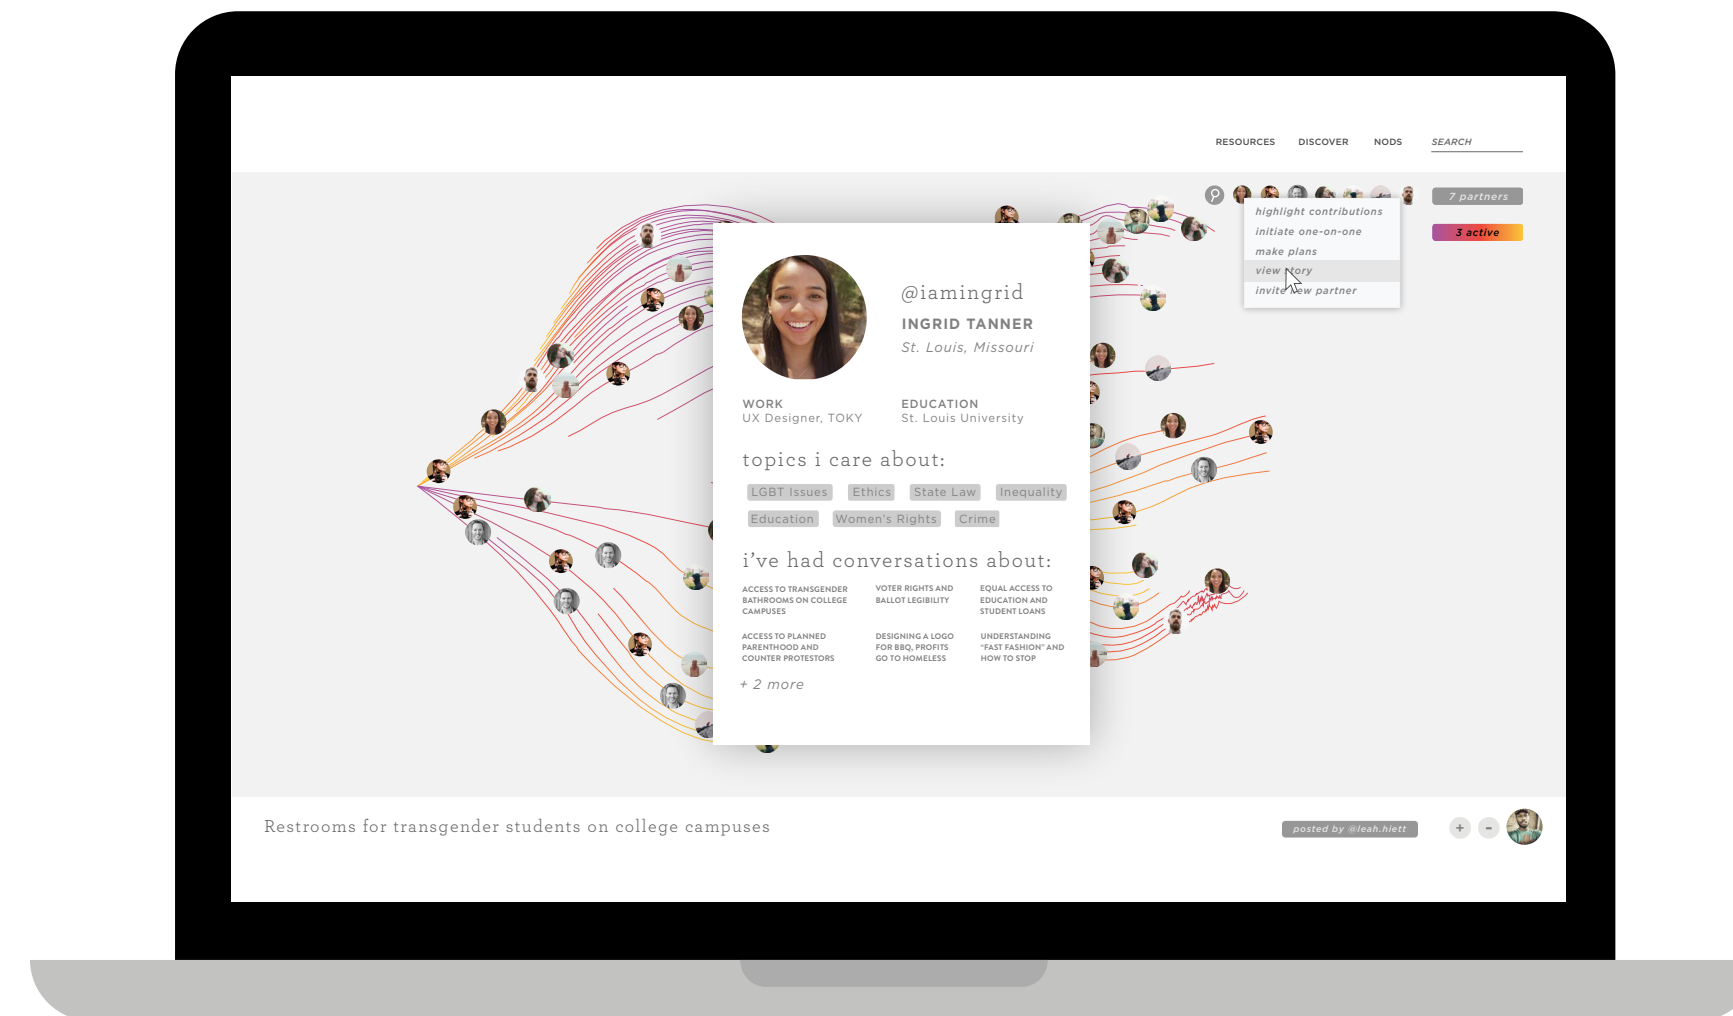 RESOURCES DISCOVER NODS SEARCH
7 partners
3 active
highlight contributions
initiate one-on-one
make plans
view story
invite new partner
@iamingrid
INGRID TANNER
St. Louis, Missouri
WORK
UX Designer, TOKY
EDUCATION
St. Louis University
topics i care about:
LGBT Issues Ethics State Law Inequality
Education Women's Rights Crime
i've had conversations about:
ACCESS TO TRANSGENDER
BATHROOMS ON COLLEGE
CAMPUSES
VOTER RIGHTS AND
BALLOT LEGIBILITY
EQUAL ACCESS TO
EDUCATION AND
STUDENT LOANS
ACCESS TO PLANNED
PARENTHOOD AND
COUNTER PROTESTORS
DESIGNING A LOGO
FOR BBQ, PROFITS
GO TO HOMELESS
UNDERSTANDING
"FAST FASHION" AND
HOW TO STOP
+ 2 more
Restrooms for transgender students on college campuses
posted by @leah.hiett
+ -